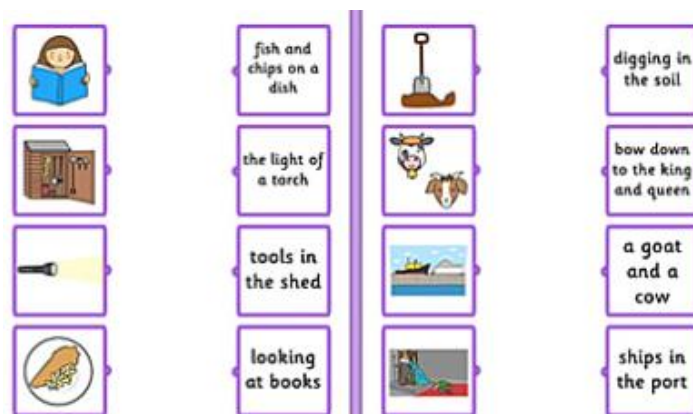 fish and
chips on a
dish
the light of
a torch
tools in
the shed
looking
at books
digging in
the soil
bow down
to the king
and queen
a goat
and a
cow
ships in
the port